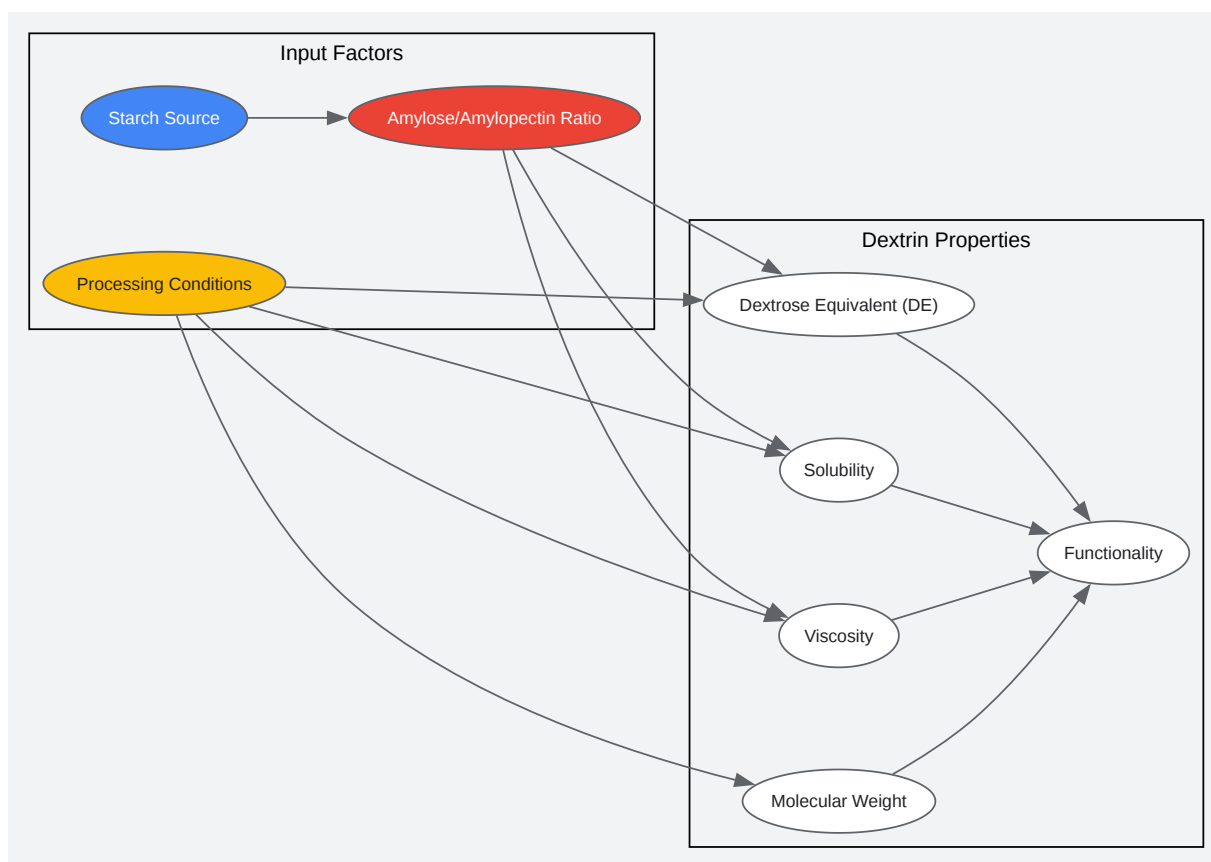 Input Factors
Starch Source
Amylose/Amylopectin Ratio
Processing Conditions
Dextrin Properties
Dextrose Equivalent (DE)
Solubility
Functionality
Viscosity
Molecular Weight